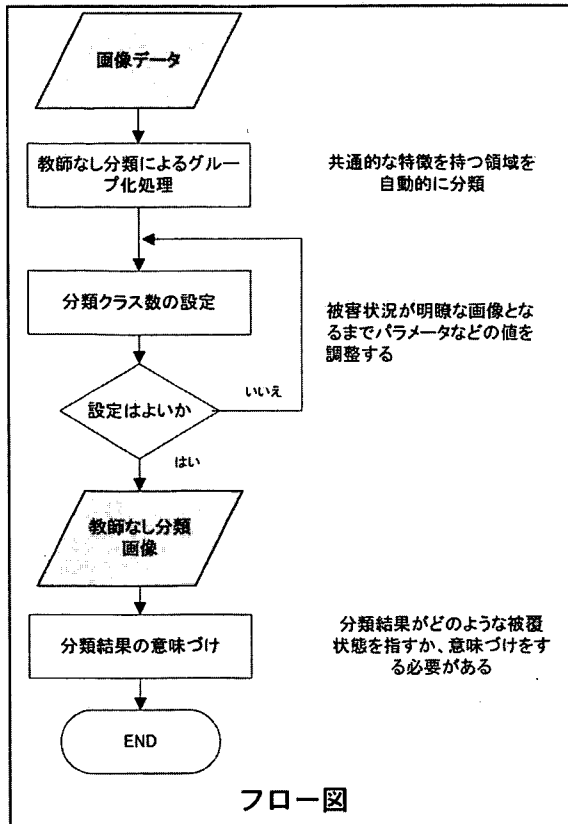 画像データ
教師なし分類によるグルー
プ化処理
共通的な特徴を持つ領域を
自動的に分類
分類クラス数の設定
被害状況が明瞭な画像とな
るまでパラメータなどの値を
調整する
設定はよいか
いいえ
はい
教師なし分類
画像
分類結果の意味づけ
分類結果がどのような被覆
状態を指すか、意味づけをす
る必要がある
END
フロー図